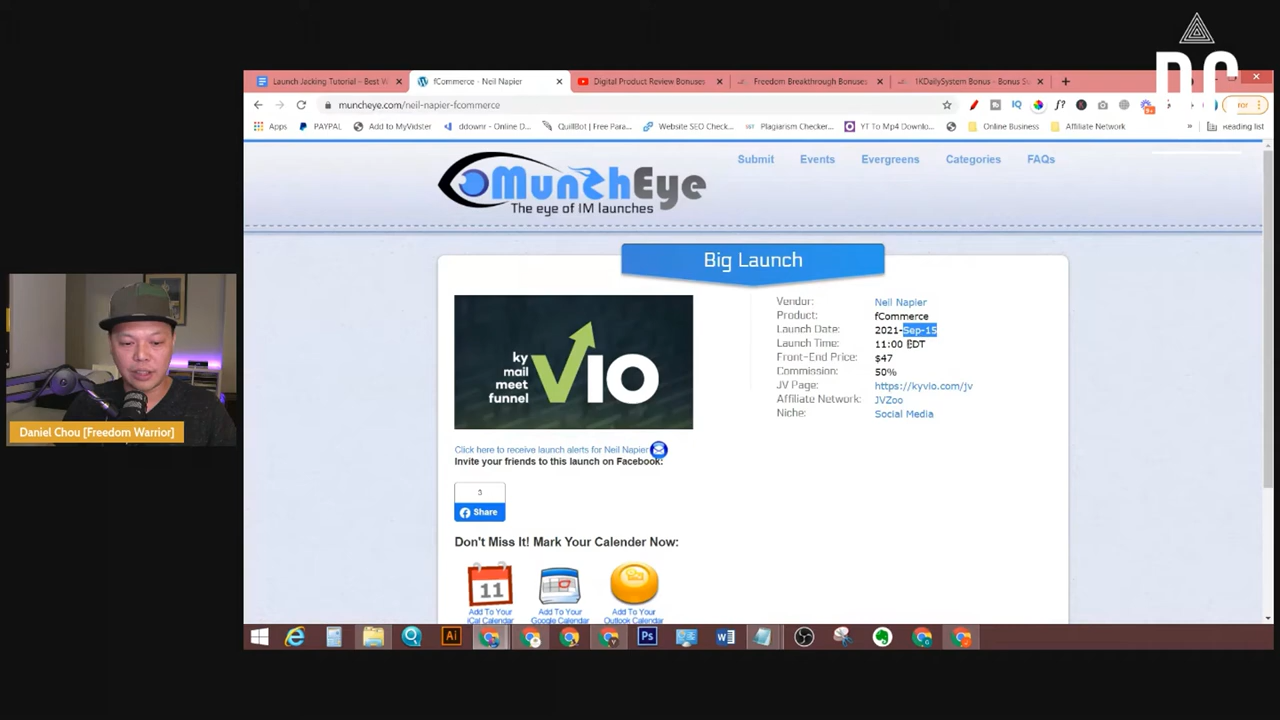 Launch Jacking Tutorial – Best V
fCommerce - Neil Napier
Digital Product Review Bonuses
Freedom Breakthrough Bonuse
1KDailySystem Bonus - Bonus Su
muncheye.com/neil-napier-fcommerce
Apps
PAYPAL
Add to MyVidster
ddownr - Online D...
QuillBot | Free Para...
Website SEO Check...
Plagiarism Checker...
YT To Mp4 Downlo...
Online Business
Affiliate Network
Reading list
MunchEye
The eye of IM launches
Submit
Events
Evergreens
Categories
FAQs
Big Launch
ky
mail
meet
funnel
VIO
Vendor: Neil Napier
Product: fCommerce
Launch Date: 2021-Sep-15
Launch Time: 11:00 EDT
Front-End Price: $47
Commission: 50%
JV Page: https://kyvio.com/jv
Affiliate Network: JVZoo
Niche: Social Media
Click here to receive launch alerts for Neil Napier
Invite your friends to this launch on Facebook:
3
Share
Don't Miss It! Mark Your Calender Now:
11
Add To Your
iCal Calendar
Add To Your
Google Calendar
Add To Your
Outlook Calendar
Daniel Chou [Freedom Warrior]
Ai
Ps